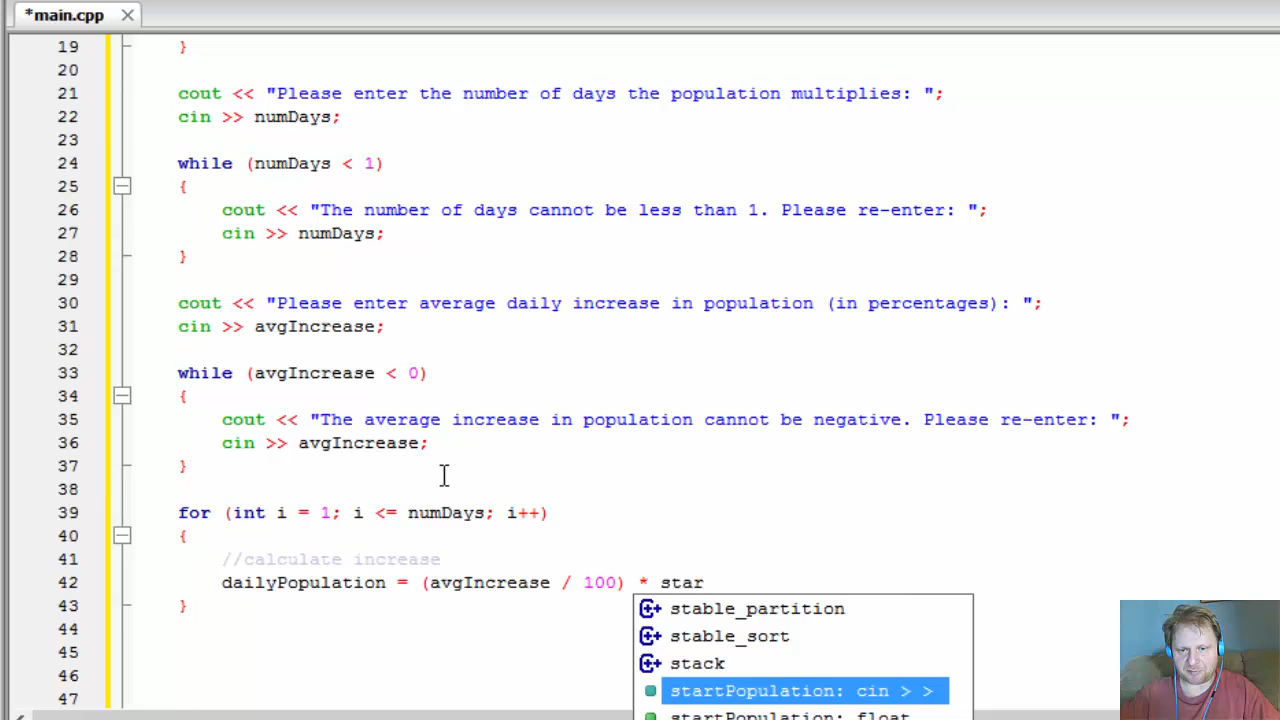 *main.cpp
19 }
20
21 cout << "Please enter the number of days the population multiplies: ";
22 cin >> numDays;
23
24 while (numDays < 1)
25 {
26 cout << "The number of days cannot be less than 1. Please re-enter: ";
27 cin >> numDays;
28 }
29
30 cout << "Please enter average daily increase in population (in percentages): ";
31 cin >> avgIncrease;
32
33 while (avgIncrease < 0)
34 {
35 cout << "The average increase in population cannot be negative. Please re-enter: ";
36 cin >> avgIncrease;
37 }
38
39 for (int i = 1; i <= numDays; i++)
40 {
41 //calculate increase
42 dailyPopulation = (avgIncrease / 100) * star
43 }
stable_partition
44
stable_sort
45
stack
46
startPopulation: cin > >
47
startPopulation: float